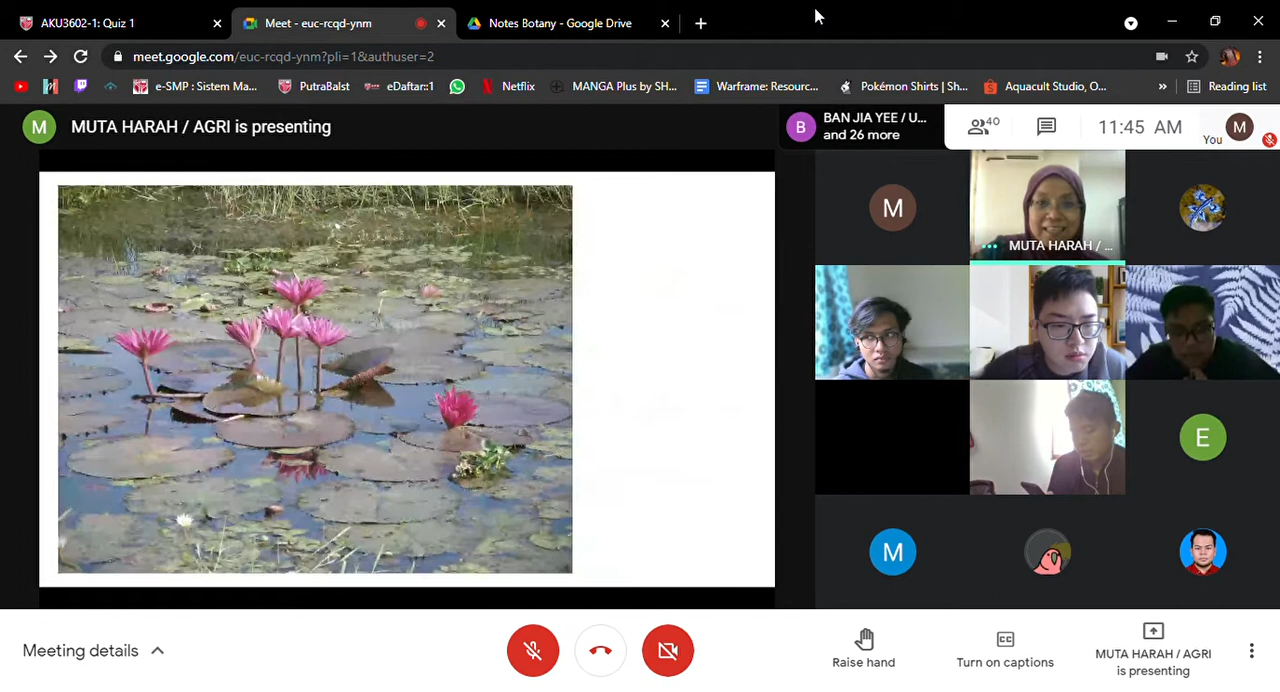 AKU3602-1: Quiz 1
Meet - euc-rcqd-ynm
Notes Botany - Google Drive
meet.google.com/euc-rcqd-ynm?pli=1&authuser=2
e-SMP : Sistem Ma...
PutraBalst
eDaftar::1
Netflix
MANGA Plus by SH...
Warframe: Resourc...
Pokémon Shirts | Sh...
Aquacult Studio, O...
»
Reading list
M
MUTA HARAH / AGRI is presenting
B
BAN JIA YEE / U...
and 26 more
40
11:45 AM
You
M
M
MUTA HARAH / ...
E
M
Meeting details
Raise hand
Turn on captions
MUTA HARAH / AGRI
is presenting